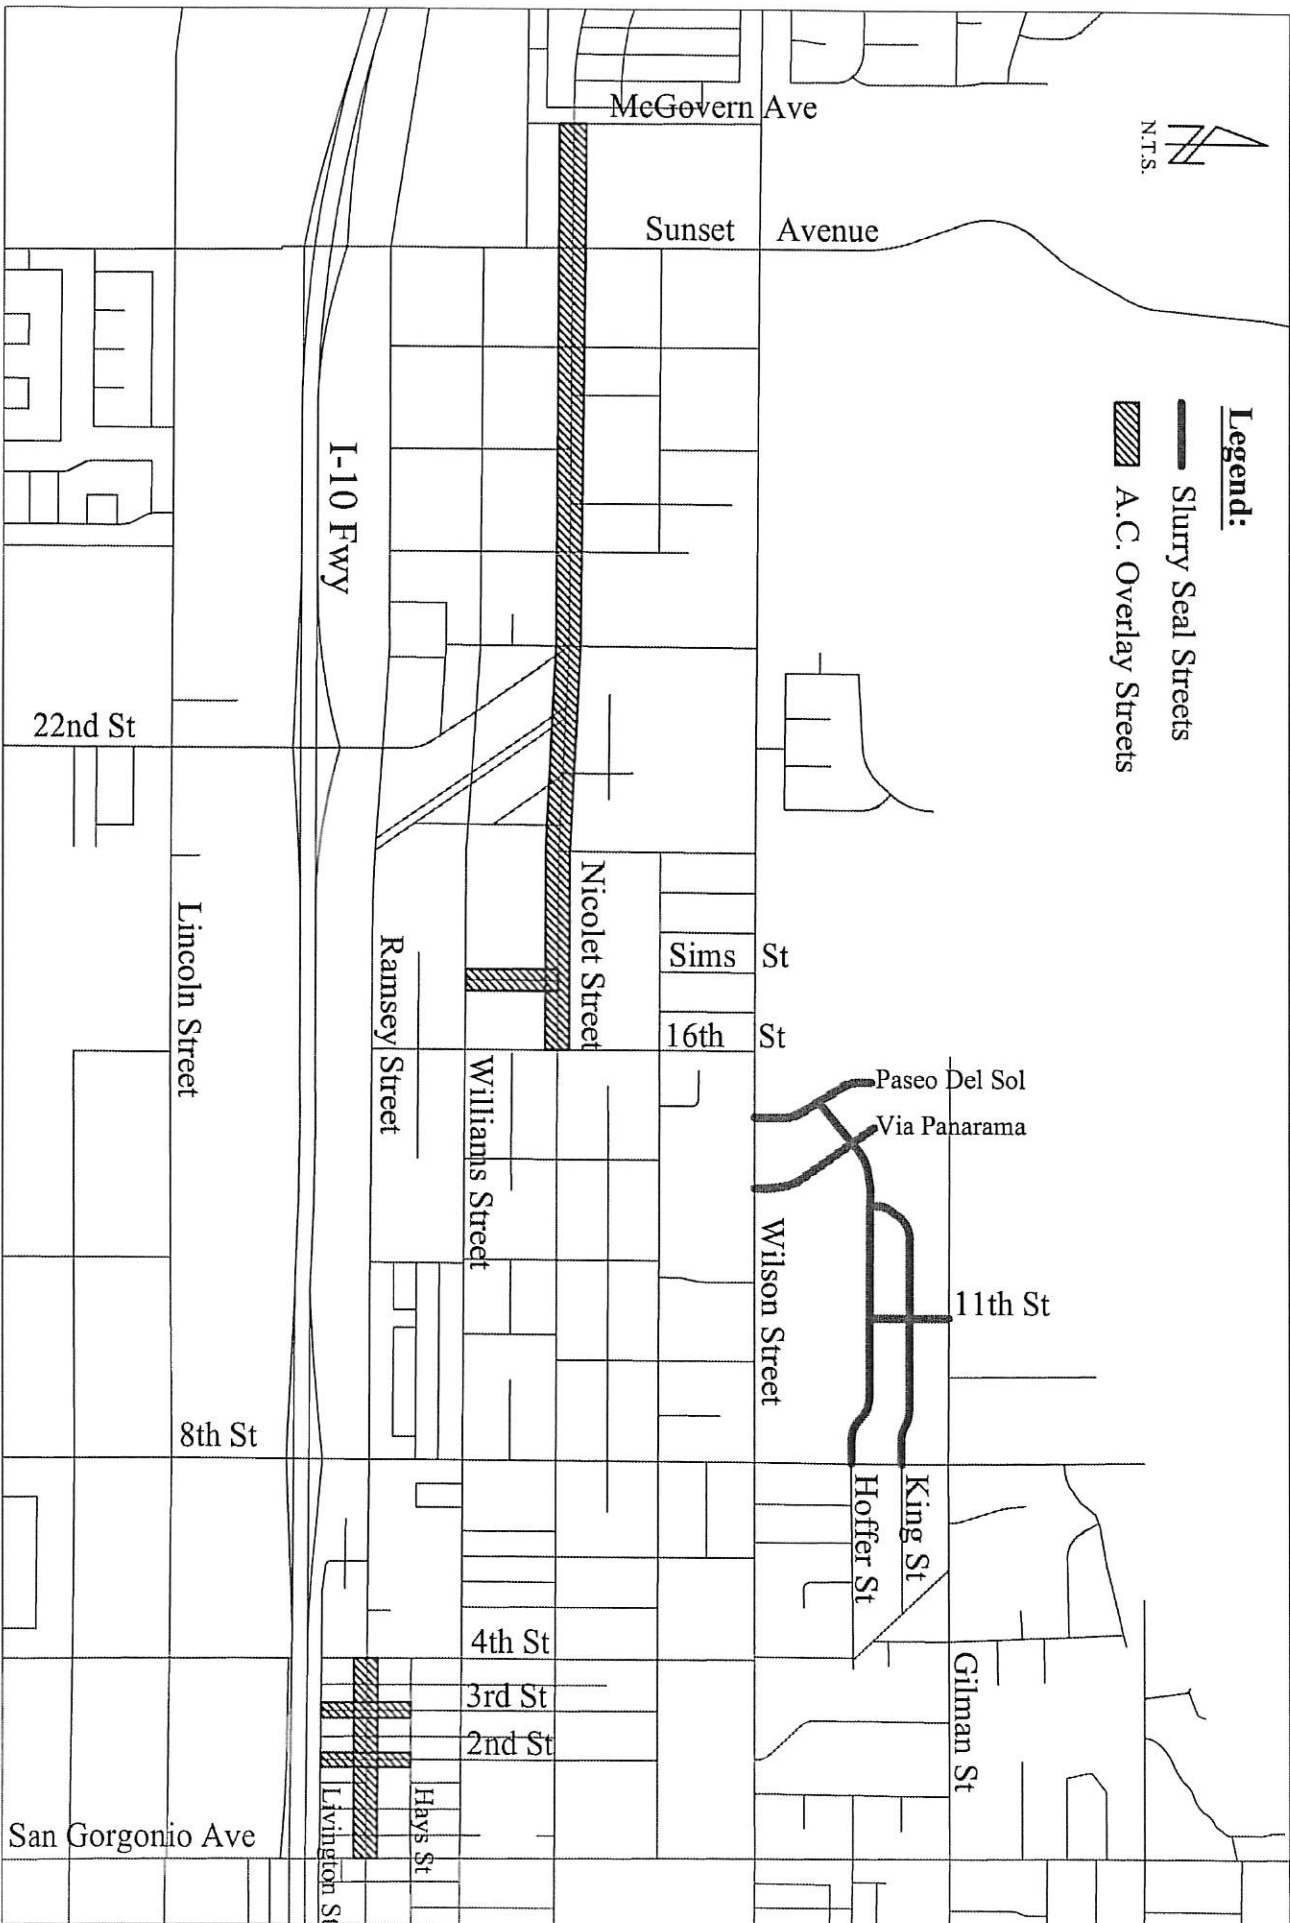 McGovern Ave
N.T.S.
Sunset Avenue
Legend:
Slurry Seal Streets
A.C. Overlay Streets
I-10 Fwy
22nd St
Lincoln Street
Ramsey Street
Nicolet Street
Sims St
16th St
Williams Street
Paseo Del Sol
Via Panarama
Wilson Street
11th St
8th St
Hoffer St
King St
4th St
3rd St
2nd St
Gilman St
San Gorgonio Ave
Livington St
Hays St